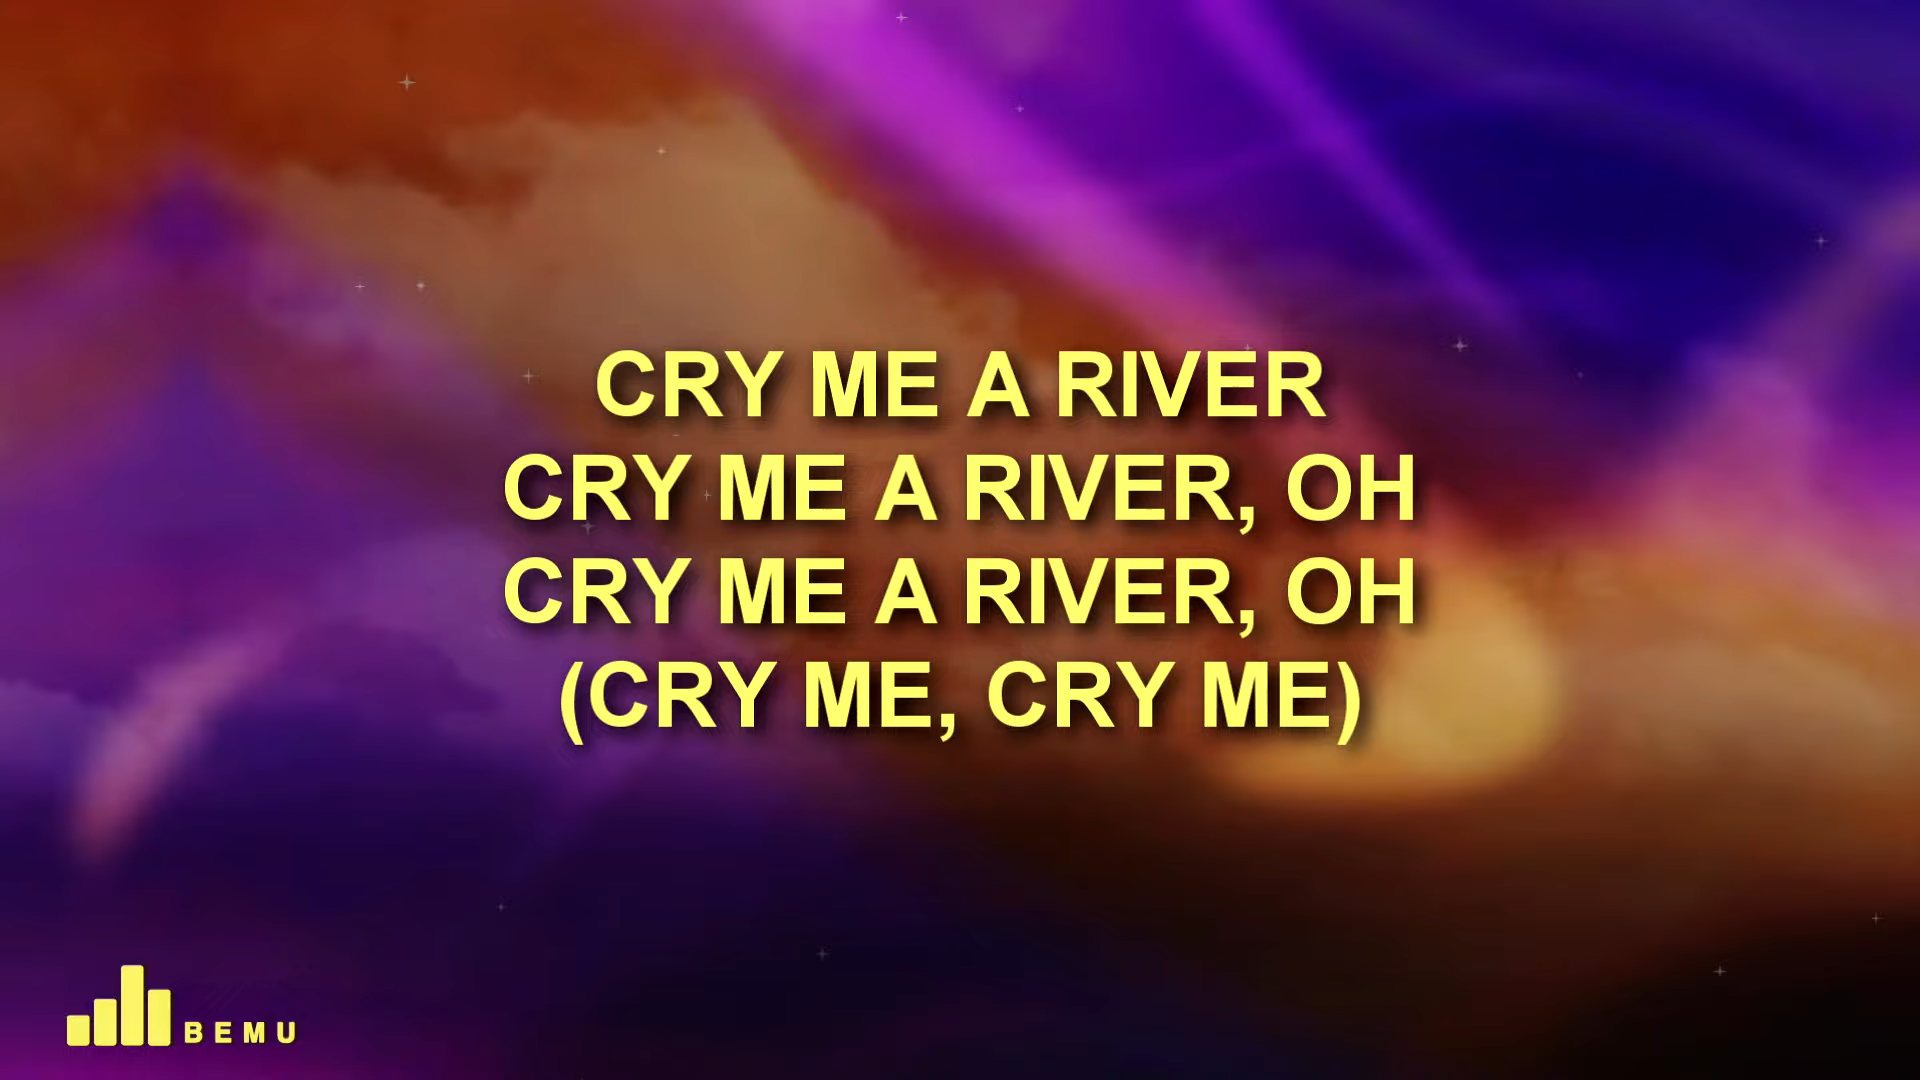 CRY ME A RIVER
CRY ME A RIVER, OH
CRY ME A RIVER, OH
(CRY ME, CRY ME)
BEMU